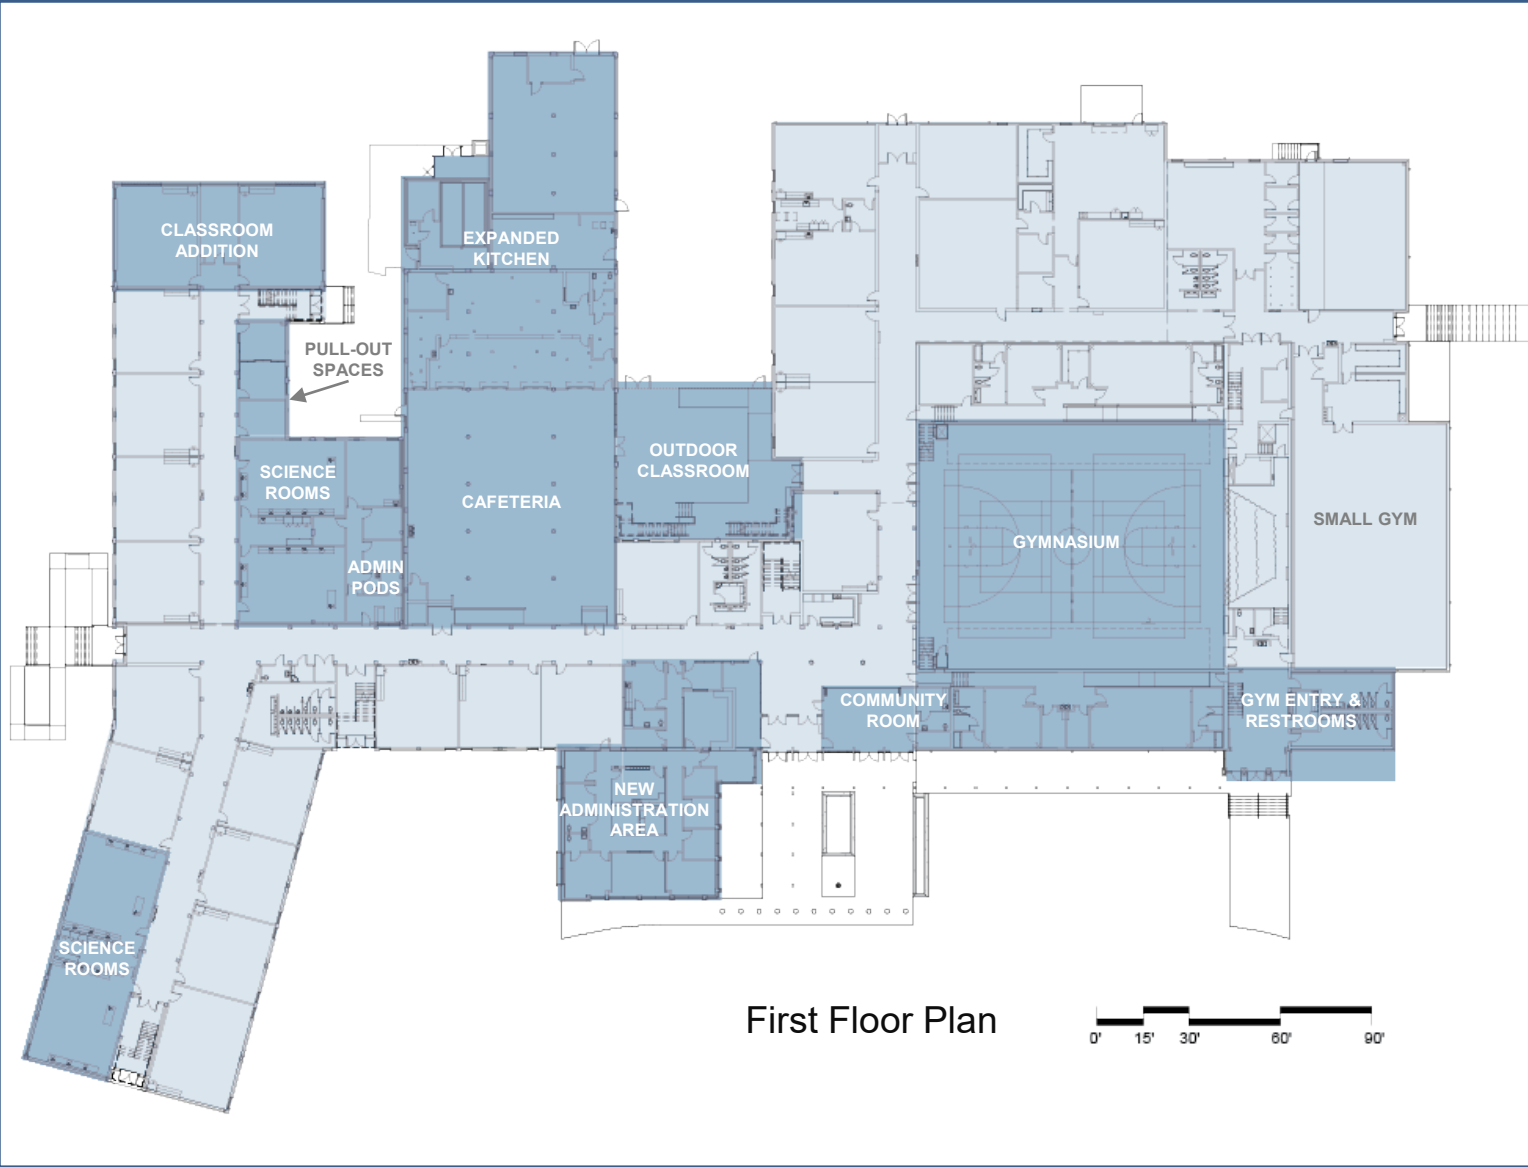 CLASSROOM
ADDITION
EXPANDED
KITCHEN
PULL-OUT
SPACES
SCIENCE
ROOMS
ADMIN
PODS
CAFETERIA
OUTDOOR
CLASSROOM
GYMNASIUM
SMALL GYM
COMMUNITY
ROOM
GYM ENTRY &
RESTROOMS
NEW
ADMINISTRATION
AREA
SCIENCE
ROOMS
First Floor Plan
0' 15' 30' 60' 90'